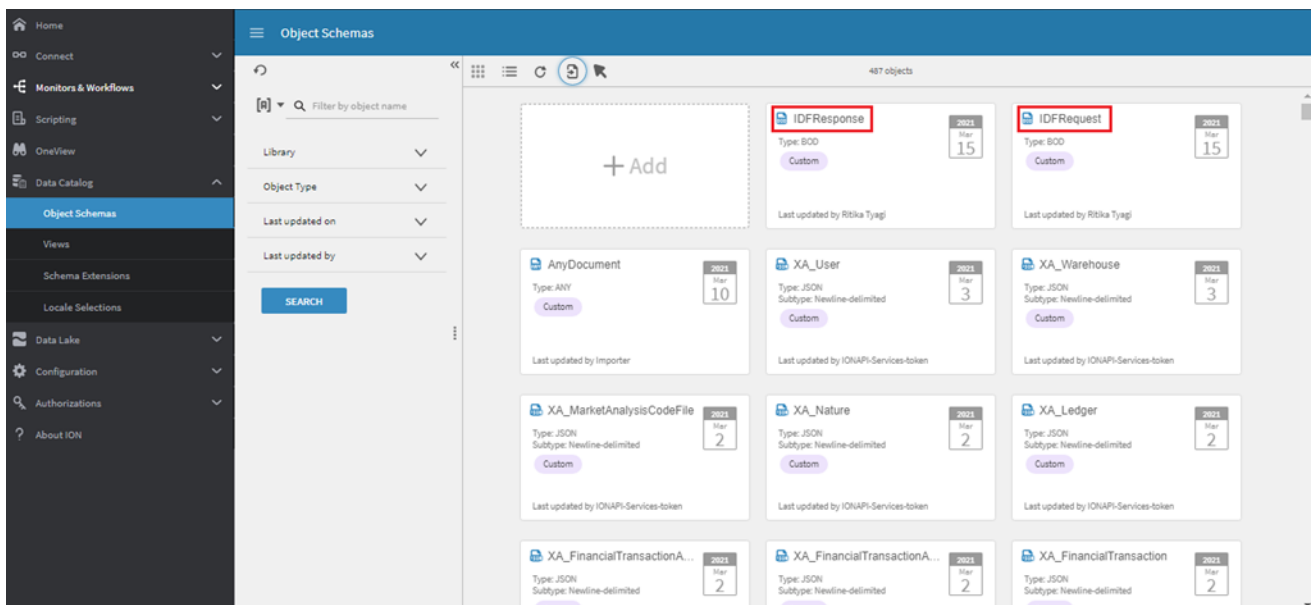 Home
Connect
Monitors & Workflows
Scripting
OneView
Data Catalog
Object Schemas
Views
Schema Extensions
Locale Selections
Data Lake
Configuration
Authorizations
? About ION
Object Schemas
«
[A] Filter by object name
Library
Object Type
Last updated on
Last updated by
SEARCH
487 objects
+ Add
IDFResponse
Type: BOD
Custom
2021
Mar
15
Last updated by Ritika Tyagi
IDFRequest
Type: BOD
Custom
2021
Mar
15
Last updated by Ritika Tyagi
AnyDocument
Type: ANY
Custom
2021
Mar
10
Last updated by Importer
XA_User
Type: JSON
Subtype: Newline-delimited
Custom
2021
Mar
3
Last updated by IONAPI-Services-token
XA_Warehouse
Type: JSON
Subtype: Newline-delimited
Custom
2021
Mar
3
Last updated by IONAPI-Services-token
XA_MarketAnalysisCodeFile
Type: JSON
Subtype: Newline-delimited
Custom
2021
Mar
2
Last updated by IONAPI-Services-token
XA_Nature
Type: JSON
Subtype: Newline-delimited
Custom
2021
Mar
2
Last updated by IONAPI-Services-token
XA_Ledger
Type: JSON
Subtype: Newline-delimited
Custom
2021
Mar
2
Last updated by IONAPI-Services-token
XA_FinancialTransactionA...
Type: JSON
Subtype: Newline-delimited
2021
Mar
2
XA_FinancialTransactionA...
Type: JSON
Subtype: Newline-delimited
2021
Mar
2
XA_FinancialTransaction
Type: JSON
Subtype: Newline-delimited
2021
Mar
2